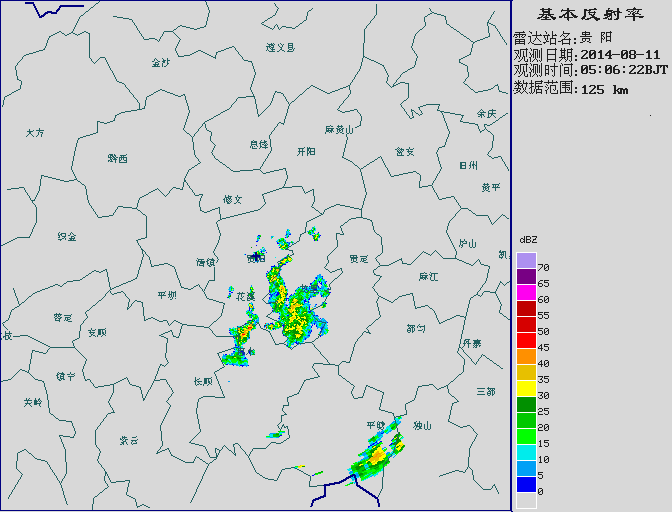 基本反射率
雷达站名: 贵 阳
观测日期: 2014-08-11
观测时间: 05:06:22BJT
数据范围: 125 km
遵义县
金沙
余庆
大方
麻黄山
息烽
开阳
瓮安
黔西
旧州
黄平
修文
织金
炉山
凯
清镇
贵阳
贵定
麻江
平坝
花溪
普定
安顺
都匀
丹寨
镇宁
长顺
三都
关岭
平塘
独山
紫云
dBZ
70
65
60
55
50
45
40
35
30
25
20
15
10
5
0